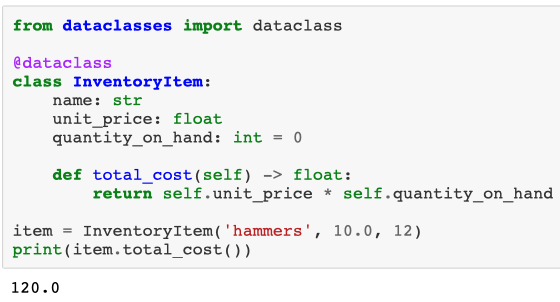 from dataclasses import dataclass

@dataclass
class InventoryItem:
    name: str
    unit_price: float
    quantity_on_hand: int = 0

    def total_cost(self) -> float:
        return self.unit_price * self.quantity_on_hand

item = InventoryItem('hammers', 10.0, 12)
print(item.total_cost())
120.0